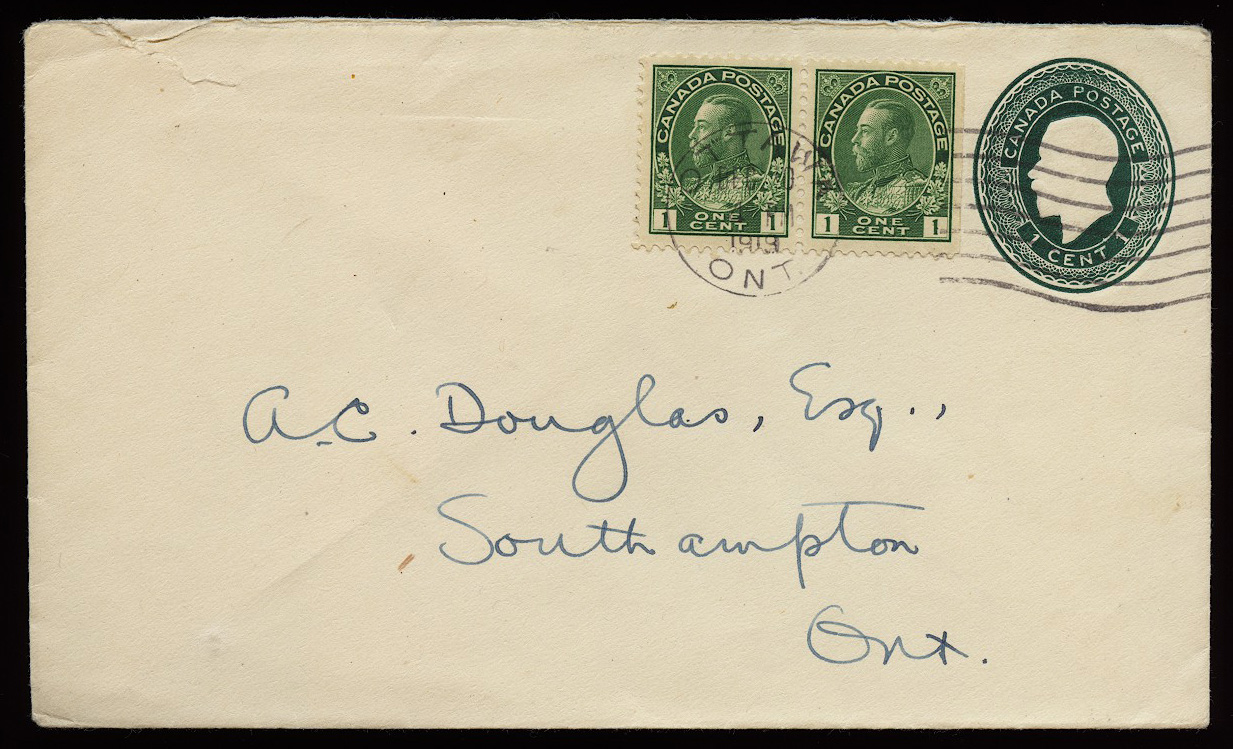 CANADA POSTAGE
1 ONE CENT 1
CANADA POSTAGE
1 ONE CENT 1
CANADA POSTAGE
1 CENT 1
OTTAWA
1919
ONT.
A.C. Douglas, Esq.,
Southampton
Ont.